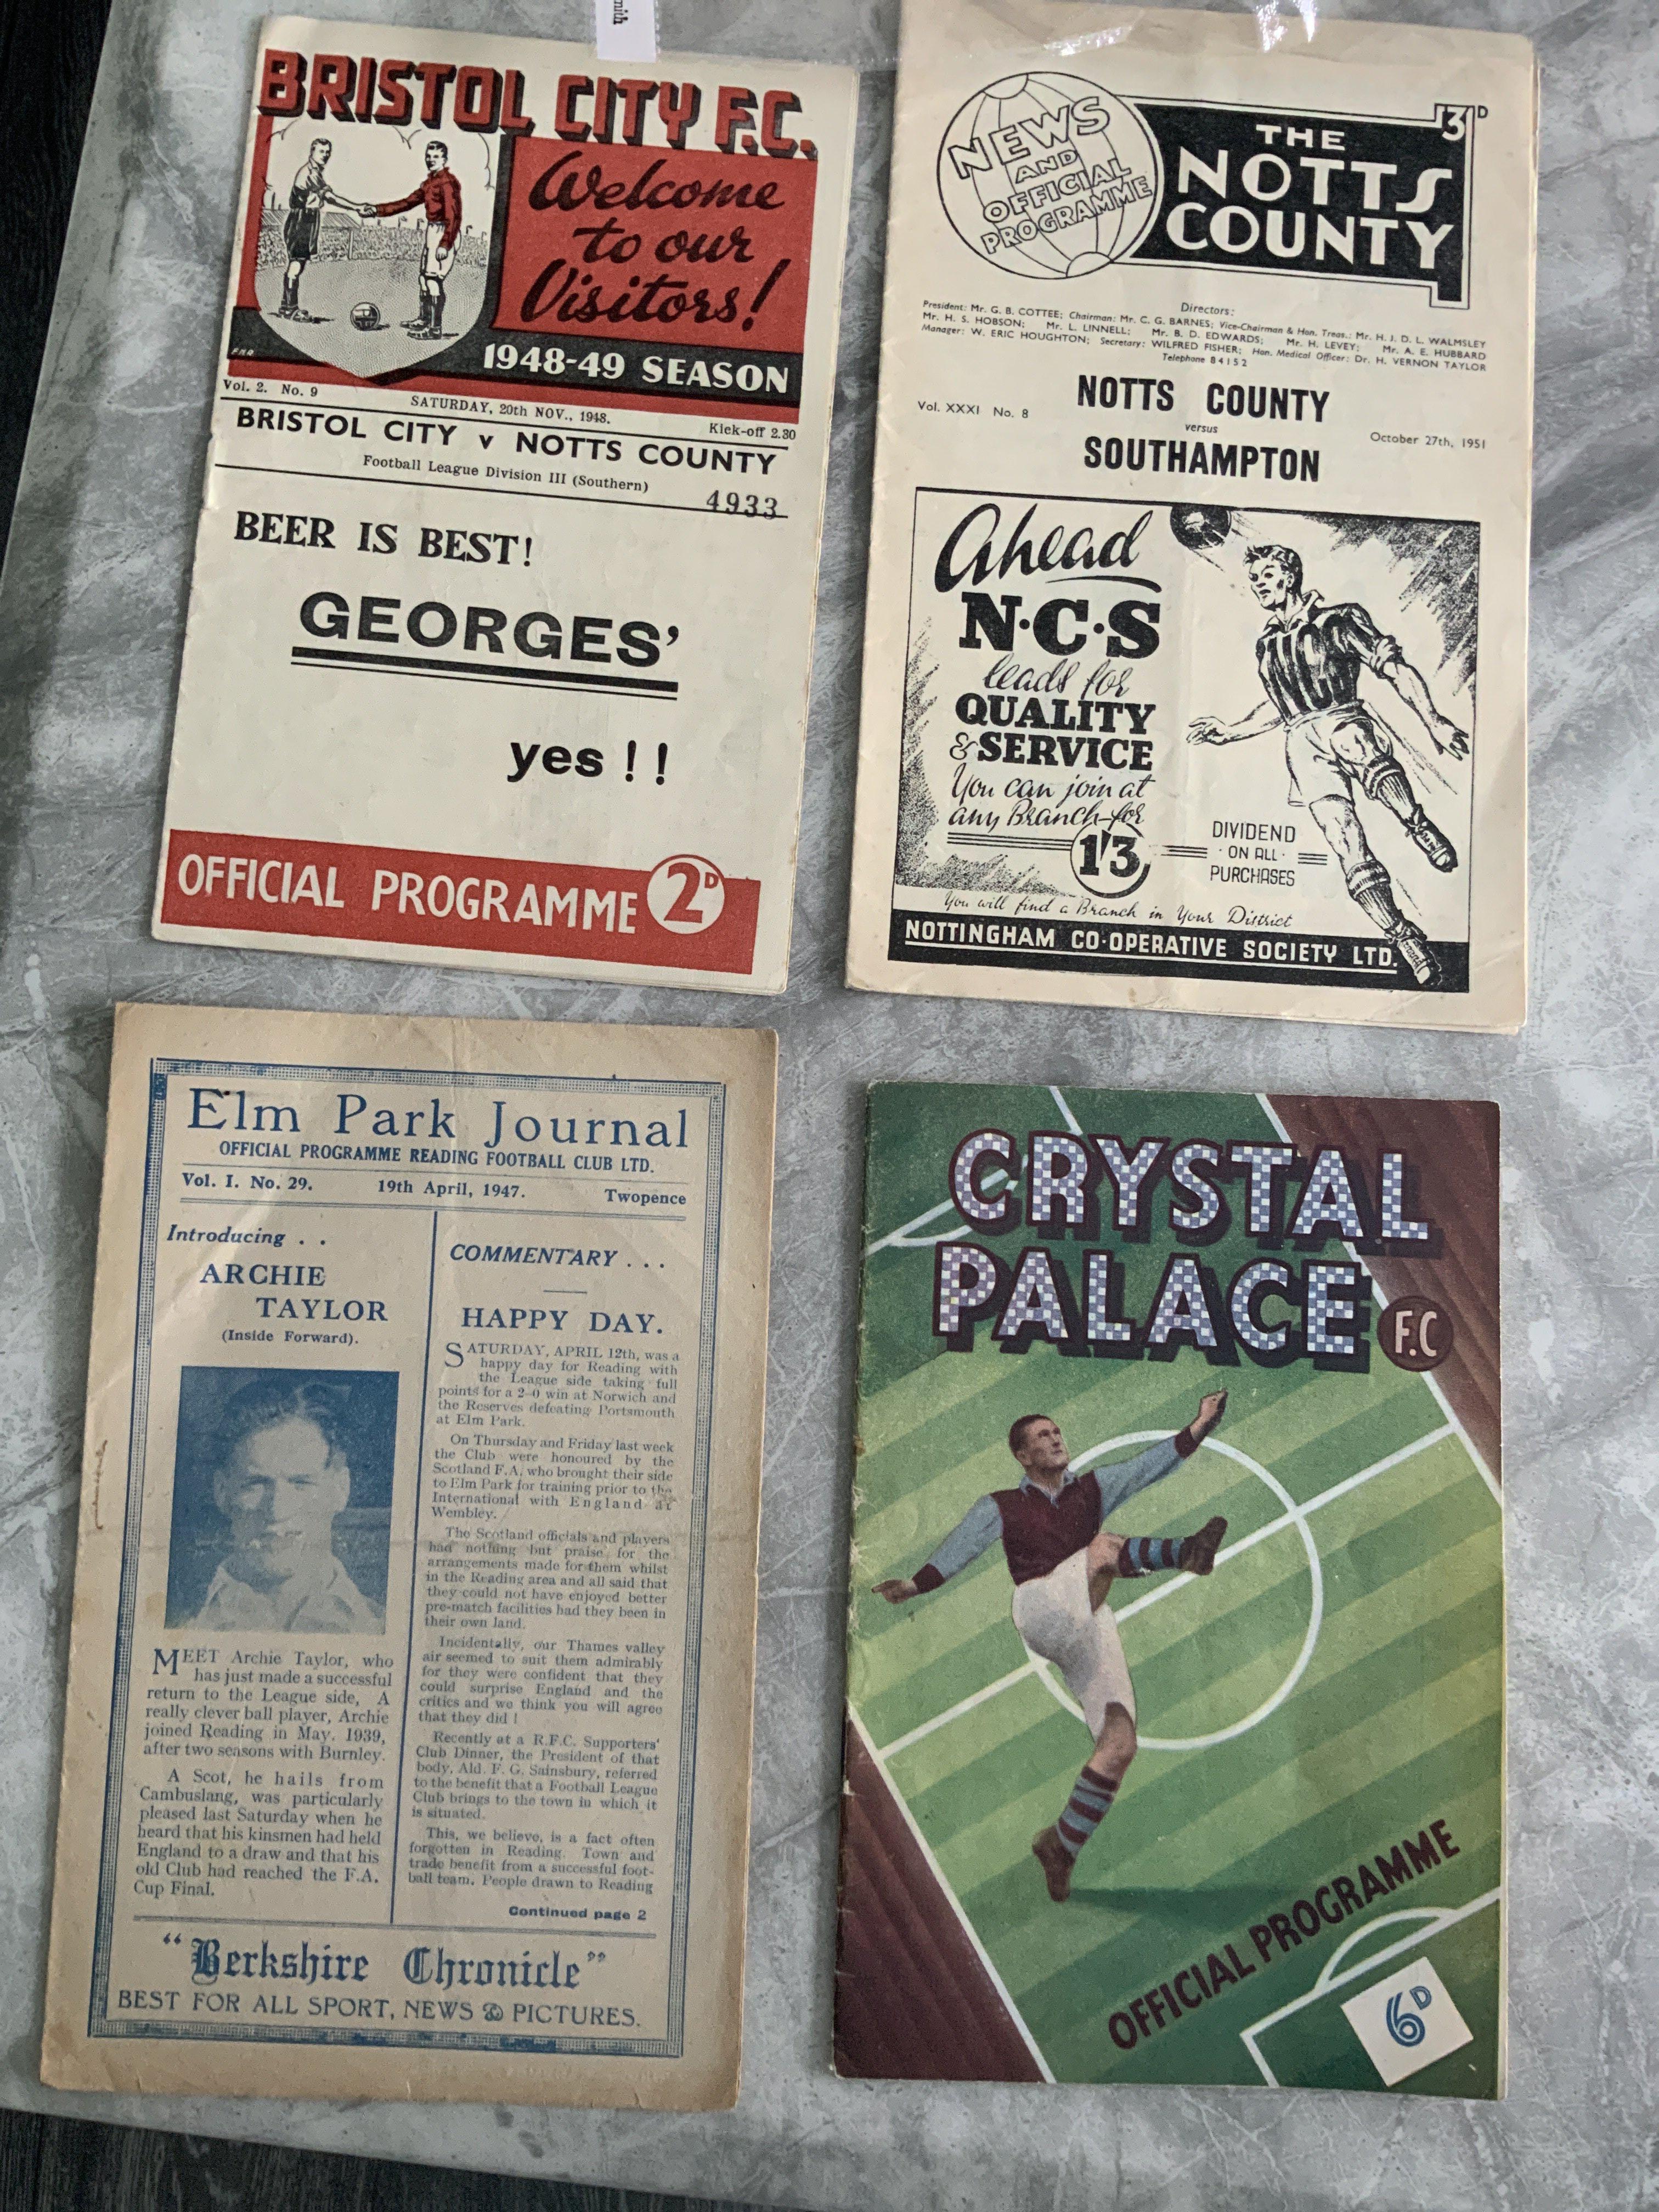 mith
BRISTOL CITY F.C.
Welcome
to our
Visitors!
1948-49 SEASON
Vol. 2. No. 9
SATURDAY, 20th NOV., 1948.
Kick-off 2.30
BRISTOL CITY v NOTTS COUNTY
Football League Division III (Southern)
4933
BEER IS BEST!
GEORGES'
yes!!
OFFICIAL PROGRAMME 2D
NEWS
AND
OFFICIAL
PROGRAMME
3D
THE
NOTTS
COUNTY
Directors:
President: Mr. G. B. COTTEE; Chairman: Mr. C. G. BARNES; Vice-Chairman & Hon. Treas.: Mr. H. J. D. L. WALMSLEY
Mr. H. S. HOBSON; Mr. L. LINNELL; Mr. B. D. EDWARDS; Mr. H. LEVEY; Mr. A. E. HUBBARD
Manager: W. ERIC HOUGHTON; Secretary: WILFRED FISHER; Hon. Medical Officer: Dr. H. VERNON TAYLOR
Telephone 84152
Vol. XXXI No. 8
NOTTS COUNTY
versus
SOUTHAMPTON
October 27th, 1951
Ahead
N·C·S
leads for
QUALITY
& SERVICE
You can join at
any Branch for
1/3
NCS
DIVIDEND
· ON ALL ·
PURCHASES
You will find a Branch in Your District
NOTTINGHAM CO-OPERATIVE SOCIETY LTD.
Elm Park Journal
OFFICIAL PROGRAMME READING FOOTBALL CLUB LTD.
Vol. I. No. 29. 19th April, 1947. Twopence
Introducing . .
ARCHIE
TAYLOR
(Inside Forward).
MEET Archie Taylor, who
has just made a successful
return to the League side, A
really clever ball player, Archie
joined Reading in May. 1939,
after two seasons with Burnley.
A Scot, he hails from
Cambuslang, was particularly
pleased last Saturday when he
heard that his kinsmen had held
England to a draw and that his
old Club had reached the F.A.
Cup Final.
COMMENTARY . . .
HAPPY DAY.
SATURDAY, APRIL 12th, was a
happy day for Reading with
the League side taking full
points for a 2-0 win at Norwich and
the Reserves defeating Portsmouth
at Elm Park.
On Thursday and Friday last week
the Club were honoured by the
Scotland F.A. who brought their side
to Elm Park for training prior to the
International with England at
Wembley.
The Scotland officials and players
had nothing but praise for the
arrangements made for them whilst
in the Reading area and all said that
they could not have enjoyed better
pre-match facilities had they been in
their own land.
Incidentally, our Thames valley
air seemed to suit them admirably
for they were confident that they
could surprise England and the
critics and we think you will agree
that they did !
Recently at a R.F.C. Supporters'
Club Dinner, the President of that
body, Ald. F. G. Sainsbury, referred
to the benefit that a Football League
Club brings to the town in which it
is situated.
This, we believe, is a fact often
forgotten in Reading. Town and
trade benefit from a successful foot-
ball team. People drawn to Reading
Continued page 2
"Berkshire Chronicle"
BEST FOR ALL SPORT, NEWS & PICTURES.
CRYSTAL
PALACE F.C
OFFICIAL PROGRAMME
6D